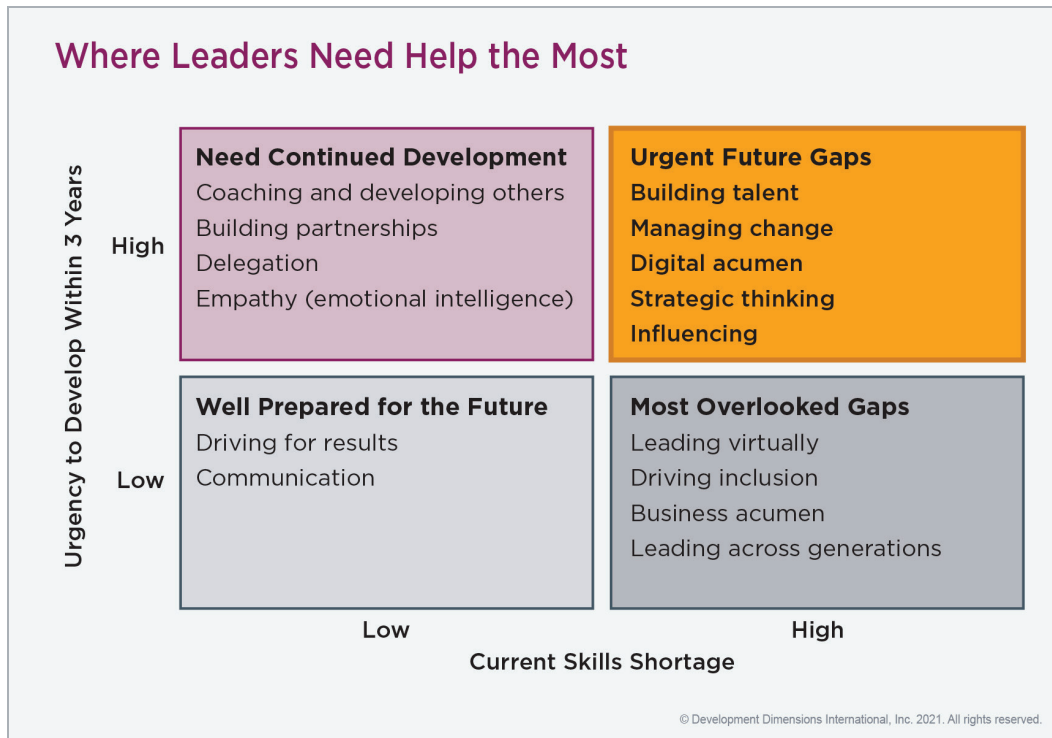 Where Leaders Need Help the Most
Urgency to Develop Within 3 Years
High
Need Continued Development
Coaching and developing others
Building partnerships
Delegation
Empathy (emotional intelligence)
Urgent Future Gaps
Building talent
Managing change
Digital acumen
Strategic thinking
Influencing
Low
Well Prepared for the Future
Driving for results
Communication
Most Overlooked Gaps
Leading virtually
Driving inclusion
Business acumen
Leading across generations
Low
High
Current Skills Shortage
© Development Dimensions International, Inc. 2021. All rights reserved.